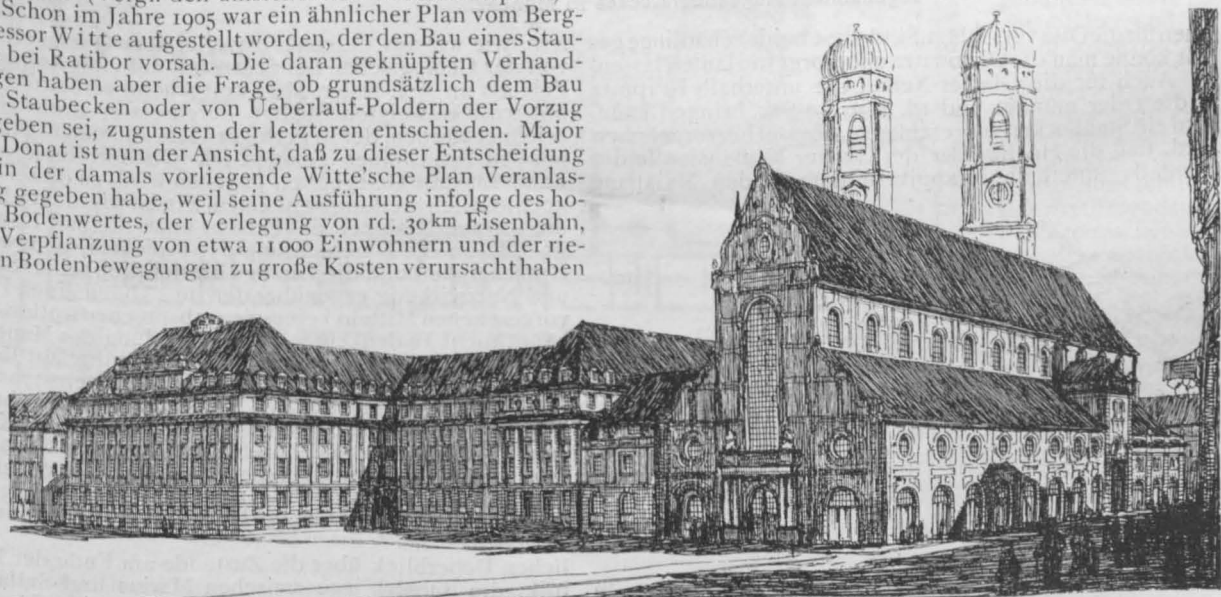 Schon im Jahre 1905 war ein ähnlicher Plan vom Berg-
essor Witte aufgestellt worden, der den Bau eines Stau-
bei Ratibor vorsah. Die daran geknüpften Verhand-
gen haben aber die Frage, ob grundsätzlich dem Bau
Staubecken oder von Ueberlauf-Poldern der Vorzug
geben sei, zugunsten der letzteren entschieden. Major
Donat ist nun der Ansicht, daß zu dieser Entscheidung
in der damals vorliegende Witte'sche Plan Veranlas-
g gegeben habe, weil seine Ausführung infolge des ho-
Bodenwertes, der Verlegung von rd. 30 km Eisenbahn,
Verpflanzung von etwa 11000 Einwohnern und der rie-
n Bodenbewegungen zu große Kosten verursacht haben